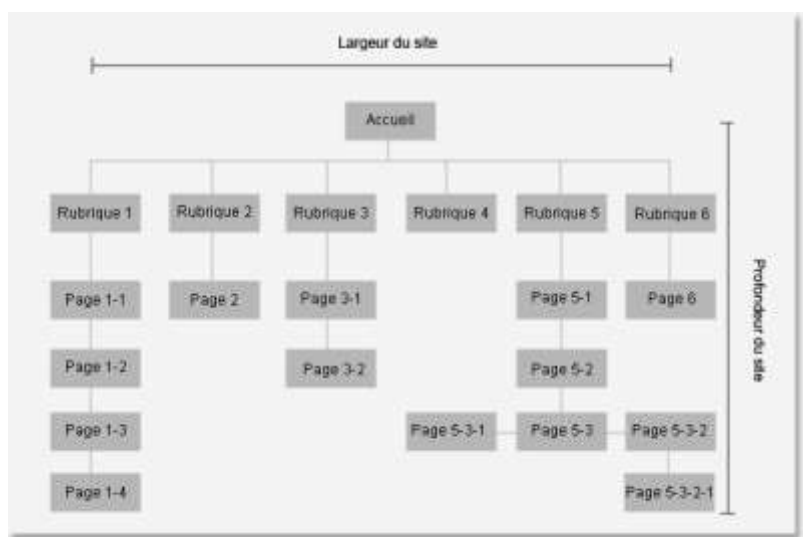 Largeur du site
Accueil
Rubrique 1 Rubrique 2 Rubrique 3 Rubrique 4 Rubrique 5 Rubrique 6
Page 1-1 Page 2 Page 3-1 Page 5-1 Page 6
Profondeur du site
Page 1-2 Page 3-2 Page 5-2
Page 1-3 Page 5-3-1 Page 5-3 Page 5-3-2
Page 1-4 Page 5-3-2-1